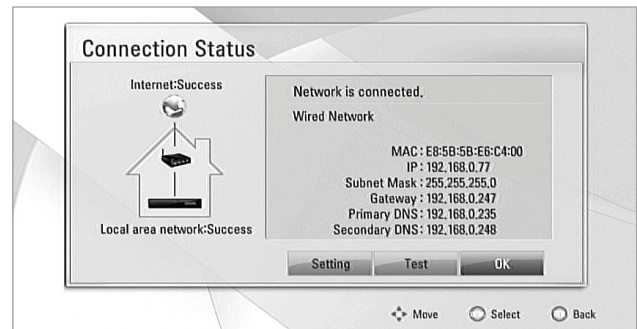 Connection Status
Internet:Success
Local area network:Success
Network is connected.
Wired Network
MAC : E8:5B:5B:E6:C4:00
IP : 192.168.0.77
Subnet Mask : 255.255.255.0
Gateway : 192.168.0.247
Primary DNS : 192.168.0.235
Secondary DNS : 192.168.0.248
Setting
Test
OK
Move
Select
Back